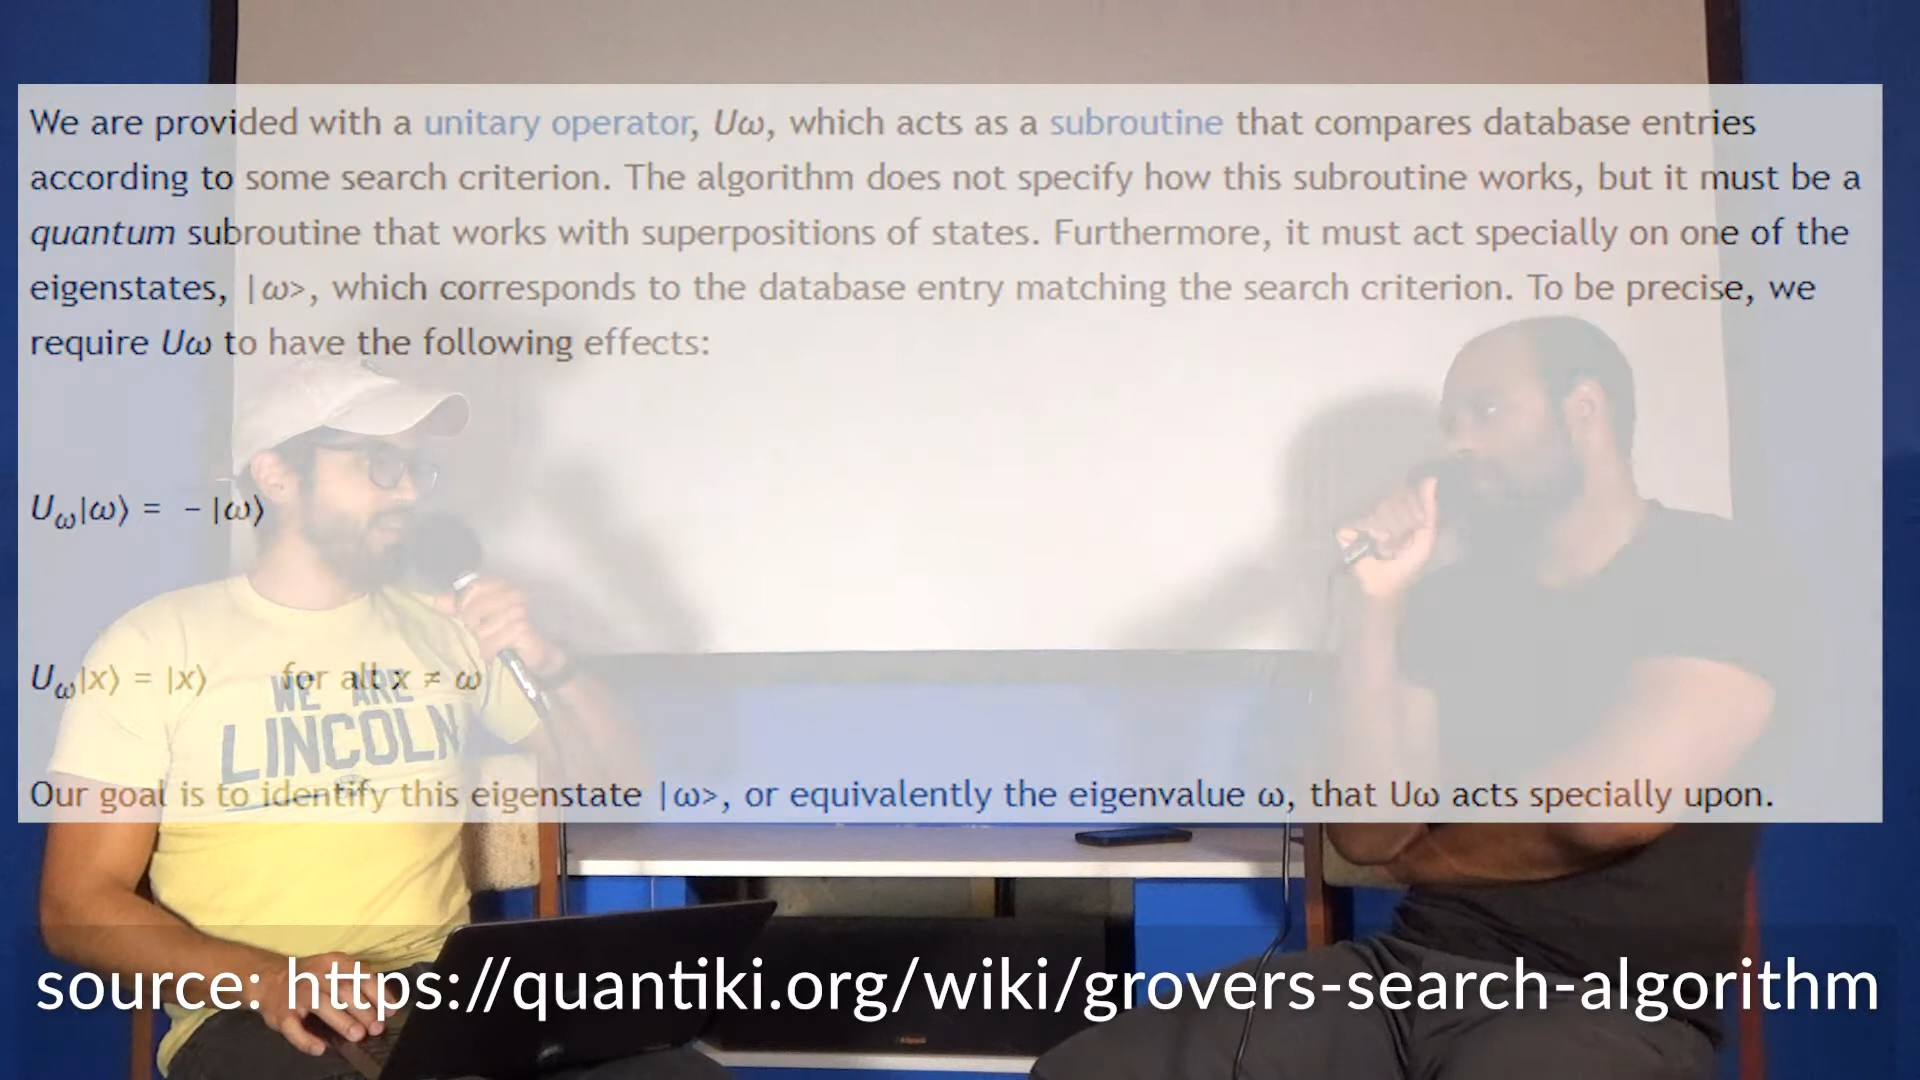 We are provided with a unitary operator, Uω, which acts as a subroutine that compares database entries
according to some search criterion. The algorithm does not specify how this subroutine works, but it must be a
quantum subroutine that works with superpositions of states. Furthermore, it must act specially on one of the
eigenstates, |ω>, which corresponds to the database entry matching the search criterion. To be precise, we
require Uω to have the following effects:
Uω|ω⟩ = − |ω⟩
Uω|x⟩ = |x⟩ for all x ≠ ω
WE ARE
LINCOLN
Our goal is to identify this eigenstate |ω>, or equivalently the eigenvalue ω, that Uω acts specially upon.
source: https://quantiki.org/wiki/grovers-search-algorithm